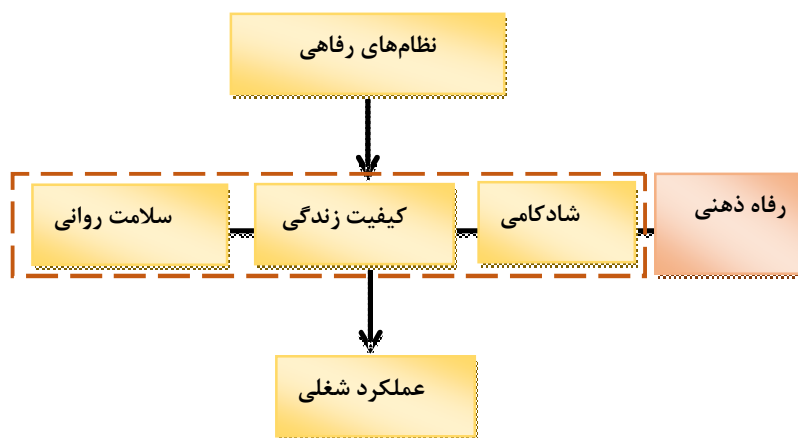 نظام‌های رفاهی
رفاه ذهنی
شادکامی
کیفیت زندگی
سلامت روانی
عملکرد شغلی